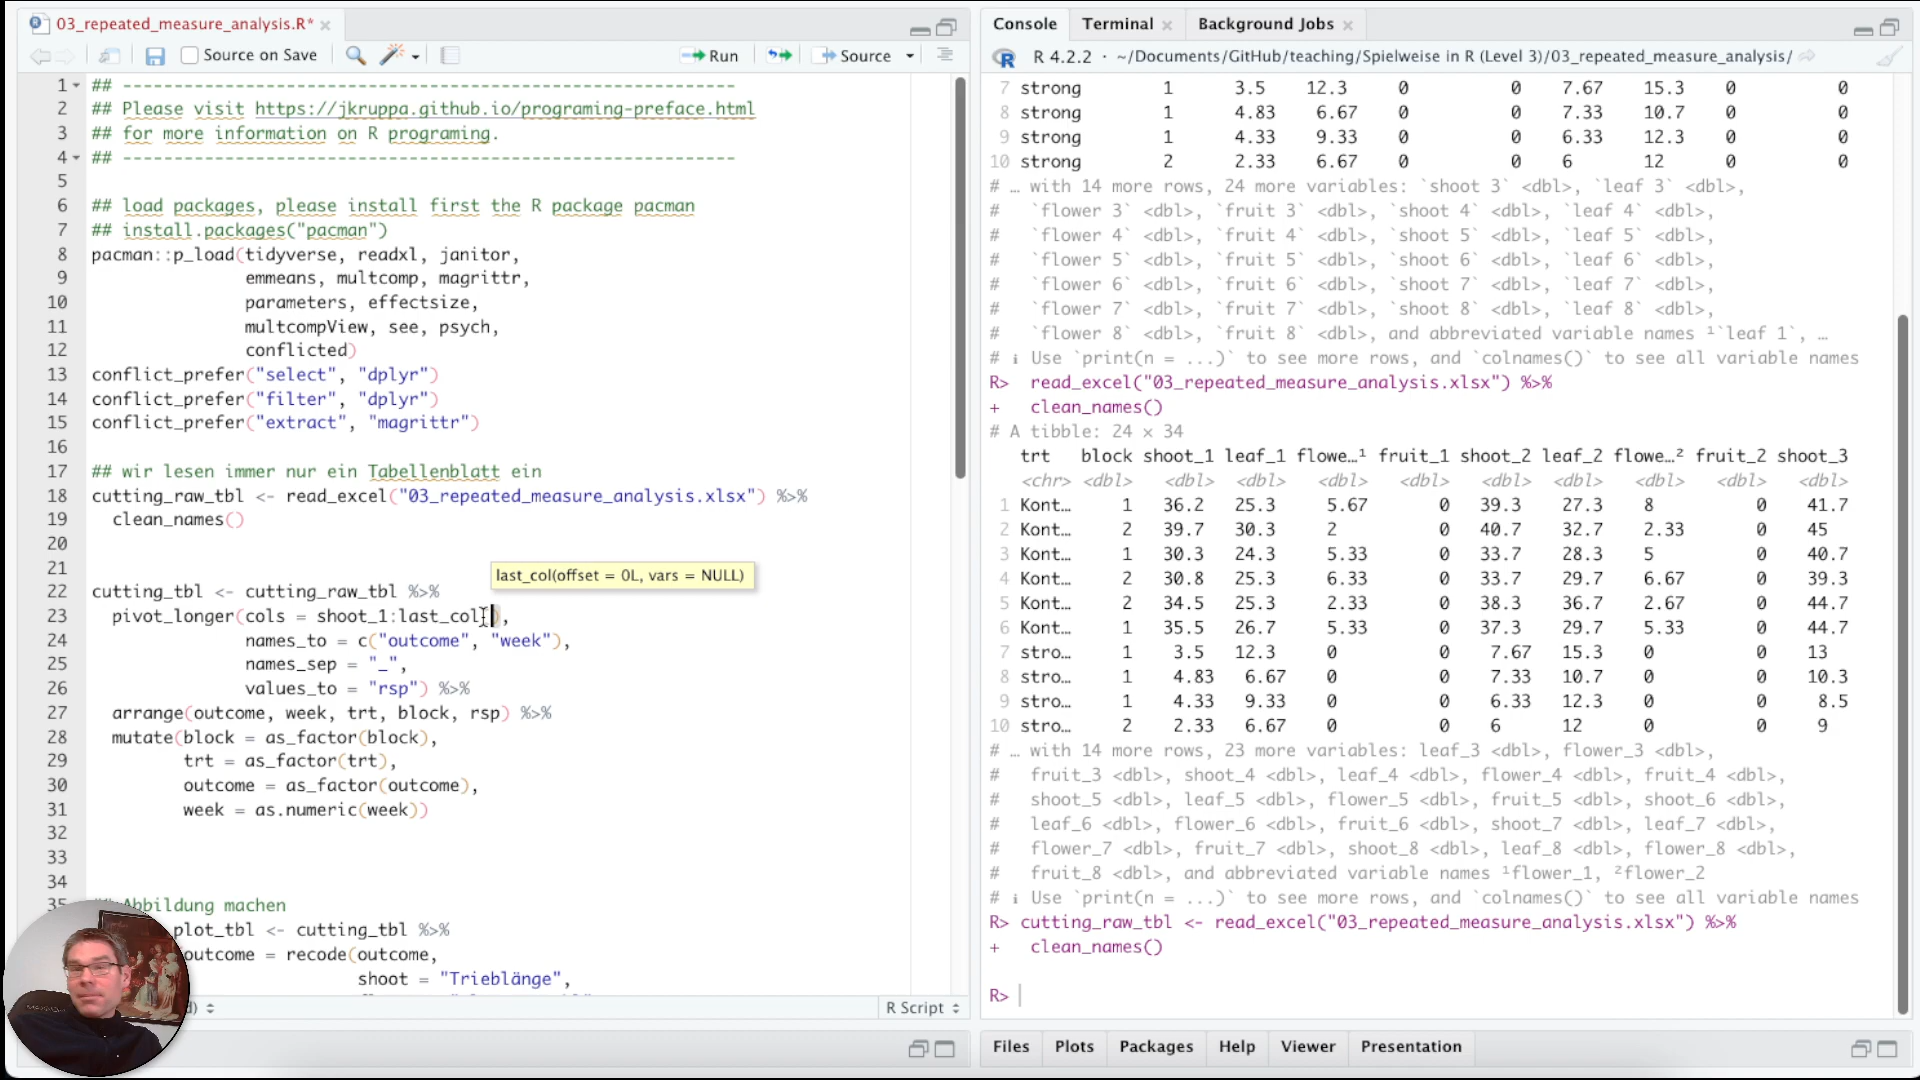 03_repeated_measure_analysis.R*
Source on Save
Run
Source
1 ## ------------------------------------------------------------
2 ## Please visit https://jkruppa.github.io/programing-preface.html
3 ## for more information on R programing.
4 ## ------------------------------------------------------------
5
6 ## load packages, please install first the R package pacman
7 ## install.packages("pacman")
8 pacman::p_load(tidyverse, readxl, janitor,
9 emmeans, multcomp, magrittr,
10 parameters, effectsize,
11 multcompView, see, psych,
12 conflicted)
13 conflict_prefer("select", "dplyr")
14 conflict_prefer("filter", "dplyr")
15 conflict_prefer("extract", "magrittr")
16
17 ## wir lesen immer nur ein Tabellenblatt ein
18 cutting_raw_tbl <- read_excel("03_repeated_measure_analysis.xlsx") %>%
19 clean_names()
20
21
last_col(offset = 0L, vars = NULL)
22 cutting_tbl <- cutting_raw_tbl %>%
23 pivot_longer(cols = shoot_1:last_col(),
24 names_to = c("outcome", "week"),
25 names_sep = "_",
26 values_to = "rsp") %>%
27 arrange(outcome, week, trt, block, rsp) %>%
28 mutate(block = as_factor(block),
29 trt = as_factor(trt),
30 outcome = as_factor(outcome),
31 week = as.numeric(week))
32
33
34
35 Abbildung machen
plot_tbl <- cutting_tbl %>%
outcome = recode(outcome,
shoot = "Trieblänge",
R Script
Console
Terminal
Background Jobs
R 4.2.2 · ~/Documents/GitHub/teaching/Spielweise in R (Level 3)/03_repeated_measure_analysis/
7 strong 1 3.5 12.3 0 0 7.67 15.3 0 0
8 strong 1 4.83 6.67 0 0 7.33 10.7 0 0
9 strong 1 4.33 9.33 0 0 6.33 12.3 0 0
10 strong 2 2.33 6.67 0 0 6 12 0 0
# … with 14 more rows, 24 more variables: `shoot 3` <dbl>, `leaf 3` <dbl>,
# `flower 3` <dbl>, `fruit 3` <dbl>, `shoot 4` <dbl>, `leaf 4` <dbl>,
# `flower 4` <dbl>, `fruit 4` <dbl>, `shoot 5` <dbl>, `leaf 5` <dbl>,
# `flower 5` <dbl>, `fruit 5` <dbl>, `shoot 6` <dbl>, `leaf 6` <dbl>,
# `flower 6` <dbl>, `fruit 6` <dbl>, `shoot 7` <dbl>, `leaf 7` <dbl>,
# `flower 7` <dbl>, `fruit 7` <dbl>, `shoot 8` <dbl>, `leaf 8` <dbl>,
# `flower 8` <dbl>, `fruit 8` <dbl>, and abbreviated variable names ¹`leaf 1`, …
# ℹ Use `print(n = ...)` to see more rows, and `colnames()` to see all variable names
R> read_excel("03_repeated_measure_analysis.xlsx") %>%
+ clean_names()
# A tibble: 24 × 34
trt block shoot_1 leaf_1 flowe…¹ fruit_1 shoot_2 leaf_2 flowe…² fruit_2 shoot_3
<chr> <dbl> <dbl> <dbl> <dbl> <dbl> <dbl> <dbl> <dbl> <dbl> <dbl>
1 Kont… 1 36.2 25.3 5.67 0 39.3 27.3 8 0 41.7
2 Kont… 2 39.7 30.3 2 0 40.7 32.7 2.33 0 45
3 Kont… 1 30.3 24.3 5.33 0 33.7 28.3 5 0 40.7
4 Kont… 2 30.8 25.3 6.33 0 33.7 29.7 6.67 0 39.3
5 Kont… 2 34.5 25.3 2.33 0 38.3 36.7 2.67 0 44.7
6 Kont… 1 35.5 26.7 5.33 0 37.3 29.7 5.33 0 44.7
7 stro… 1 3.5 12.3 0 0 7.67 15.3 0 0 13
8 stro… 1 4.83 6.67 0 0 7.33 10.7 0 0 10.3
9 stro… 1 4.33 9.33 0 0 6.33 12.3 0 0 8.5
10 stro… 2 2.33 6.67 0 0 6 12 0 0 9
# … with 14 more rows, 23 more variables: leaf_3 <dbl>, flower_3 <dbl>,
# fruit_3 <dbl>, shoot_4 <dbl>, leaf_4 <dbl>, flower_4 <dbl>, fruit_4 <dbl>,
# shoot_5 <dbl>, leaf_5 <dbl>, flower_5 <dbl>, fruit_5 <dbl>, shoot_6 <dbl>,
# leaf_6 <dbl>, flower_6 <dbl>, fruit_6 <dbl>, shoot_7 <dbl>, leaf_7 <dbl>,
# flower_7 <dbl>, fruit_7 <dbl>, shoot_8 <dbl>, leaf_8 <dbl>, flower_8 <dbl>,
# fruit_8 <dbl>, and abbreviated variable names ¹flower_1, ²flower_2
# ℹ Use `print(n = ...)` to see more rows, and `colnames()` to see all variable names
R> cutting_raw_tbl <- read_excel("03_repeated_measure_analysis.xlsx") %>%
+ clean_names()
R>
Files
Plots
Packages
Help
Viewer
Presentation